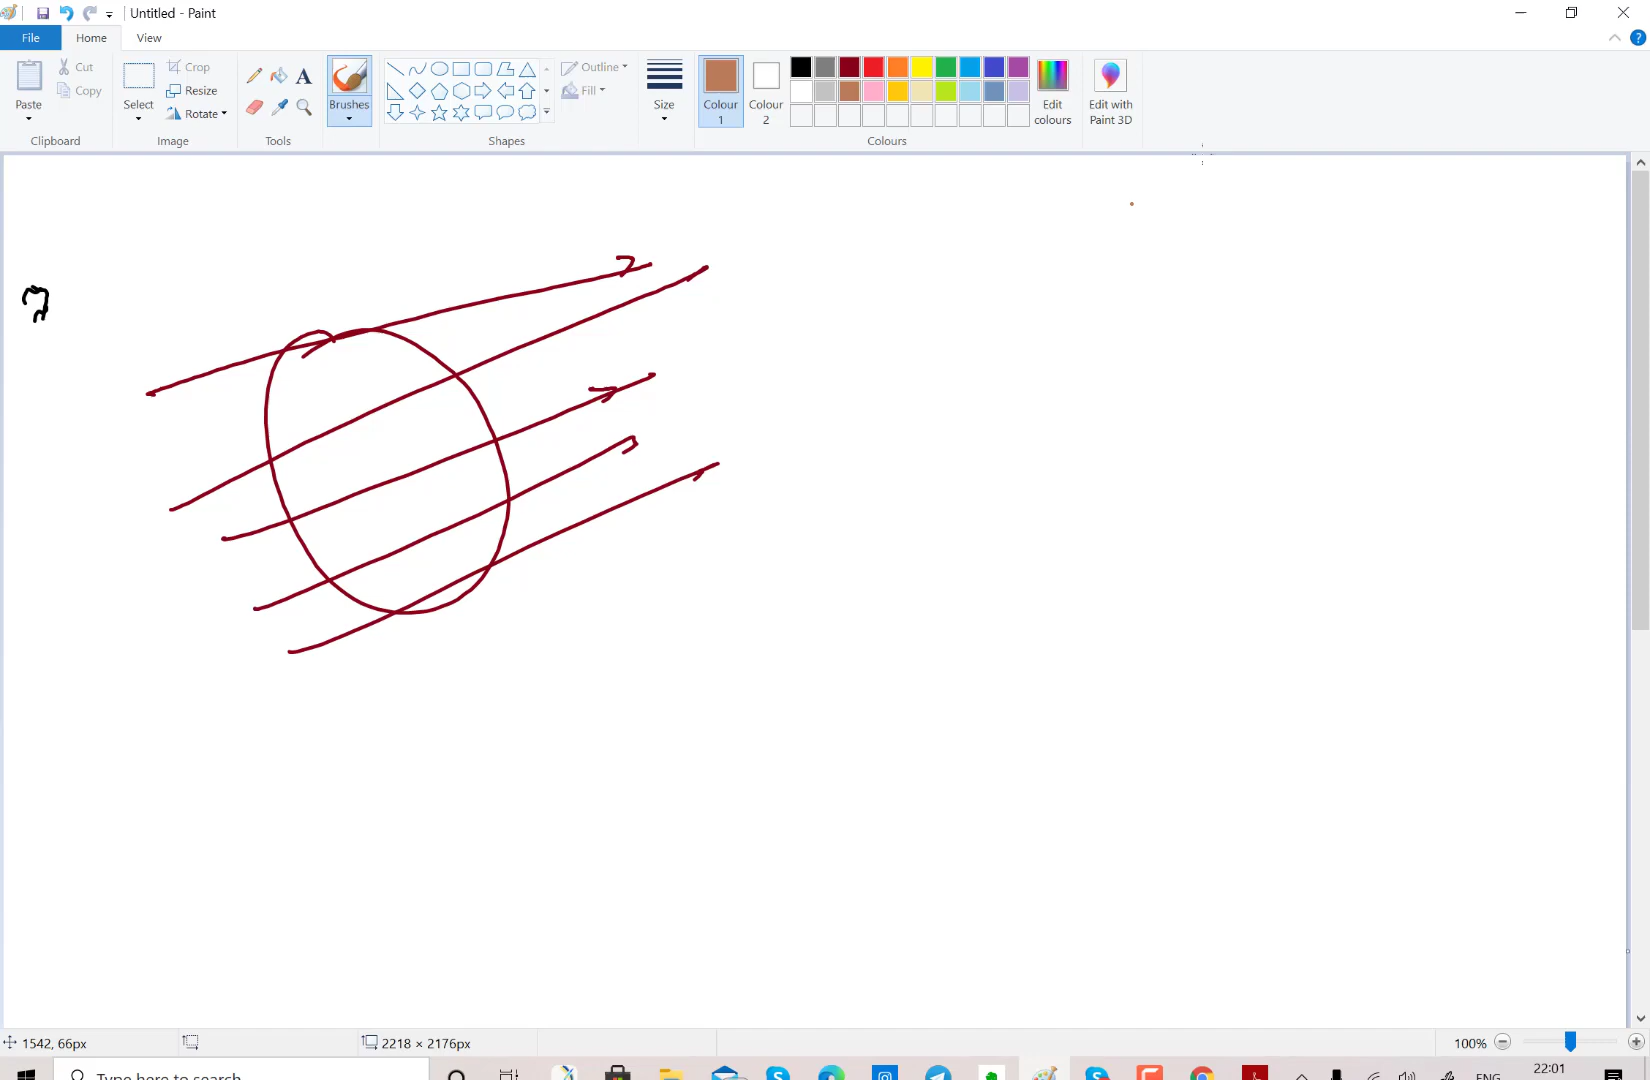 Untitled - Paint
File Home View
Paste
Cut
Copy
Clipboard
Select
Crop
Resize
Rotate
Image
A
Tools
Brushes
Shapes
Outline
Fill
Size
Colour 1
Colour 2
Colours
Edit colours
Edit with Paint 3D
1542, 66px
2218 × 2176px
100%
Type here to search
ENG
22:01